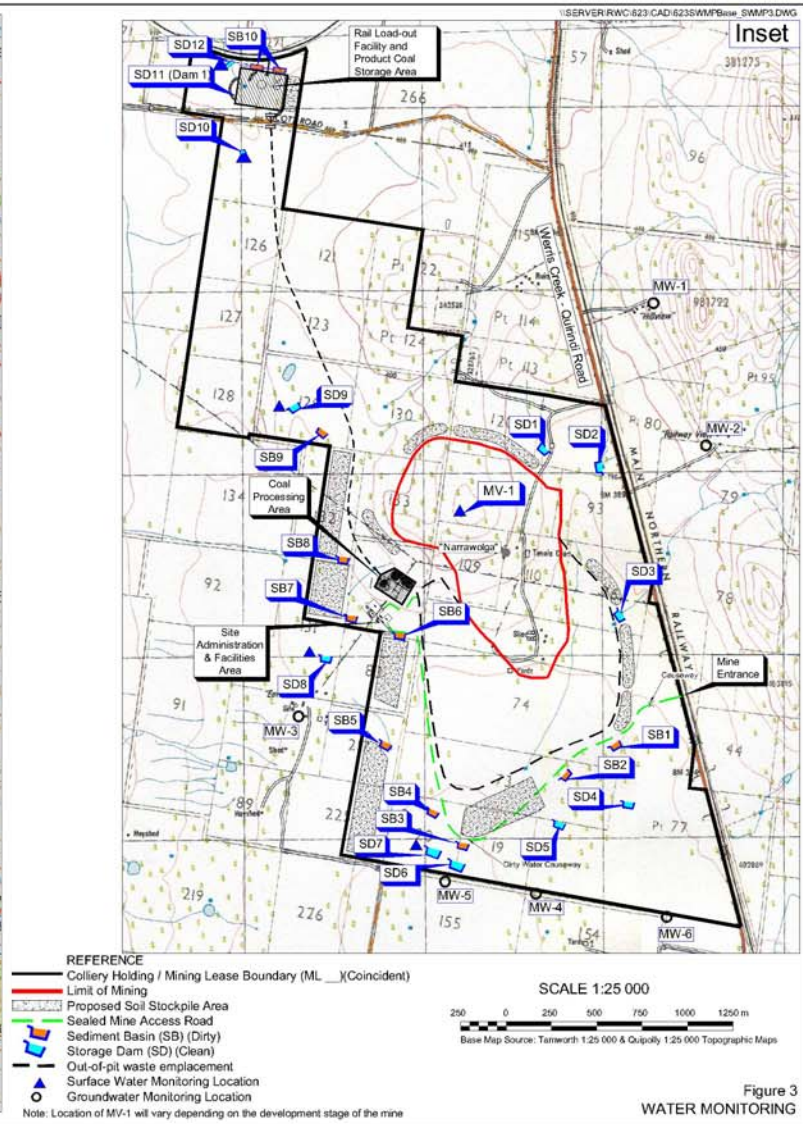 \\SERVER\RWC\623\CAD\623SWMPBase_SWMP3.DWG
Inset
SD12
SB10
Rail Load-out
Facility and
Product Coal
Storage Area
SD11 (Dam 1)
SD10
57
Shed
266
96
126
121
Pt 22
115
Werris Creek - Quirindi Road
MW-1
127
123
Pt 124
Pt 114
Pt 113
Pt 95
128
SD9
130
SD1
SD2
80
MW-2
SB9
Coal
Processing
Area
134
MV-1
93
79
MAIN NORTHERN RAILWAY
SB8
"Narrawolga"
109
110
92
SB7
SB6
SD3
78
Site
Administration
& Facilities
Area
Causeway
Mine
Entrance
SD8
91
74
MW-3
SB5
SB1
SB2
44
89
SB4
SD4
Pt 77
SB3
Hayshed
SD7
19
SD5
Dirty Water Causeway
SD6
219
226
MW-5
155
MW-4
154
MW-6
REFERENCE
Colliery Holding / Mining Lease Boundary (ML __)(Coincident)
Limit of Mining
Proposed Soil Stockpile Area
Sealed Mine Access Road
Sediment Basin (SB) (Dirty)
Storage Dam (SD) (Clean)
Out-of-pit waste emplacement
Surface Water Monitoring Location
Groundwater Monitoring Location
Note: Location of MV-1 will vary depending on the development stage of the mine
SCALE 1:25 000
250 0 250 500 750 1000 1250 m
Base Map Source: Tamworth 1:25 000 & Quipolly 1:25 000 Topographic Maps
Figure 3
WATER MONITORING